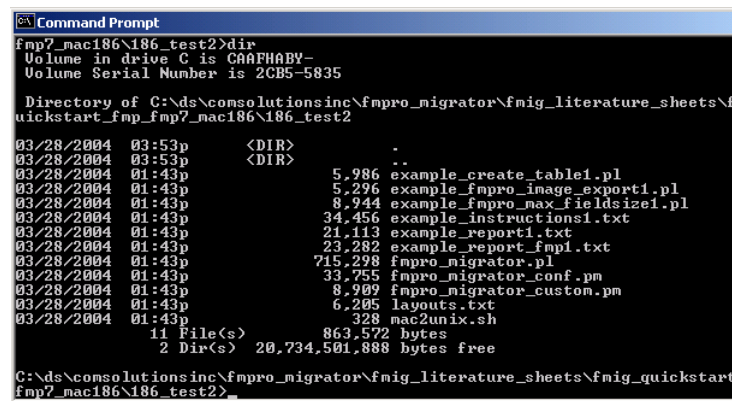 Command Prompt
fmp7_mac186\186_test2>dir
Volume in drive C is CAAFHABY-
Volume Serial Number is 2CB5-5835
Directory of C:\ds\comsolutionsinc\fmpro_migrator\fmig_literature_sheets\f
uickstart_fmp_fmp7_mac186\186_test2
03/28/2004 03:53p <DIR> .
03/28/2004 03:53p <DIR> ..
03/28/2004 01:43p 5,986 example_create_table1.pl
03/28/2004 01:43p 5,296 example_fmpro_image_export1.pl
03/28/2004 01:43p 8,944 example_fmpro_max_fieldsize1.pl
03/28/2004 01:43p 34,456 example_instructions1.txt
03/28/2004 01:43p 21,113 example_report1.txt
03/28/2004 01:43p 23,282 example_report_fmp1.txt
03/28/2004 01:43p 715,298 fmpro_migrator.pl
03/28/2004 01:43p 33,755 fmpro_migrator_conf.pm
03/28/2004 01:43p 8,909 fmpro_migrator_custom.pm
03/28/2004 01:43p 6,205 layouts.txt
03/28/2004 01:43p 328 mac2unix.sh
11 File(s) 863,572 bytes
2 Dir(s) 20,734,501,888 bytes free
C:\ds\comsolutionsinc\fmpro_migrator\fmig_literature_sheets\fmig_quickstart
fmp7_mac186\186_test2>_